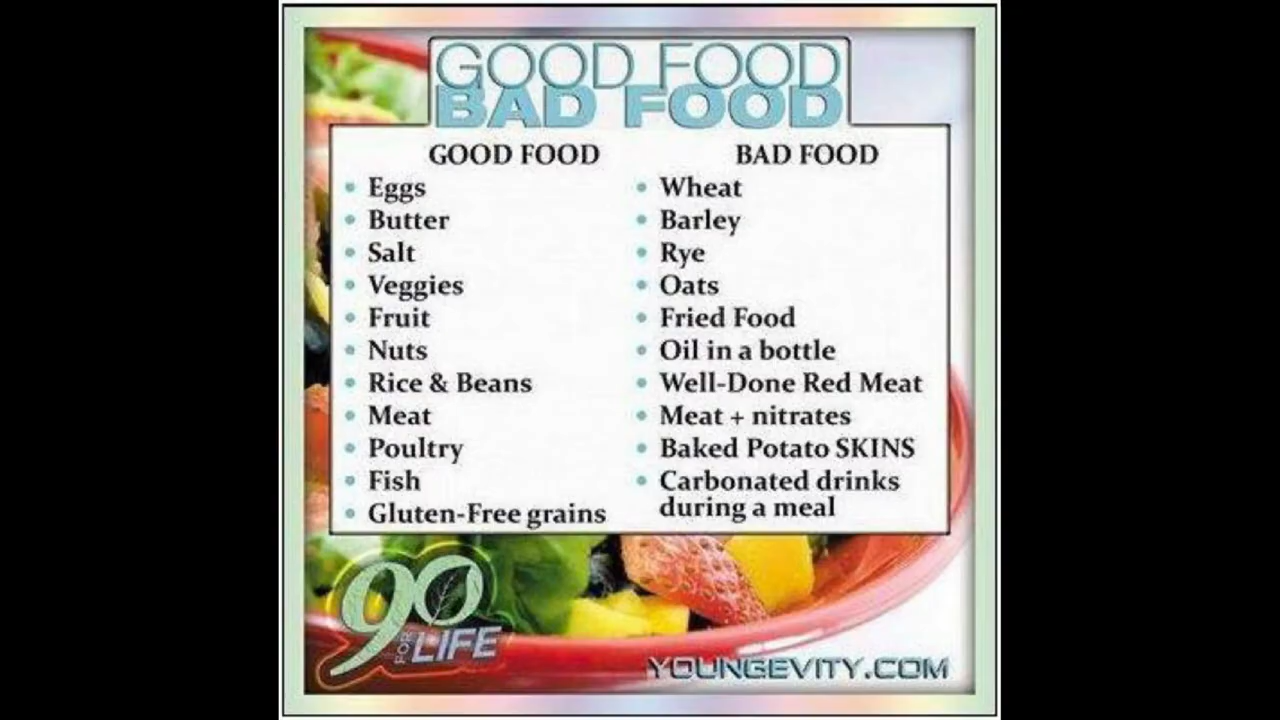 GOOD FOOD
BAD FOOD
GOOD FOOD
Eggs
Butter
Salt
Veggies
Fruit
Nuts
Rice & Beans
Meat
Poultry
Fish
Gluten-Free grains
BAD FOOD
Wheat
Barley
Rye
Oats
Fried Food
Oil in a bottle
Well-Done Red Meat
Meat + nitrates
Baked Potato SKINS
Carbonated drinks
during a meal
90
FOR LIFE
YOUNGEVITY.COM